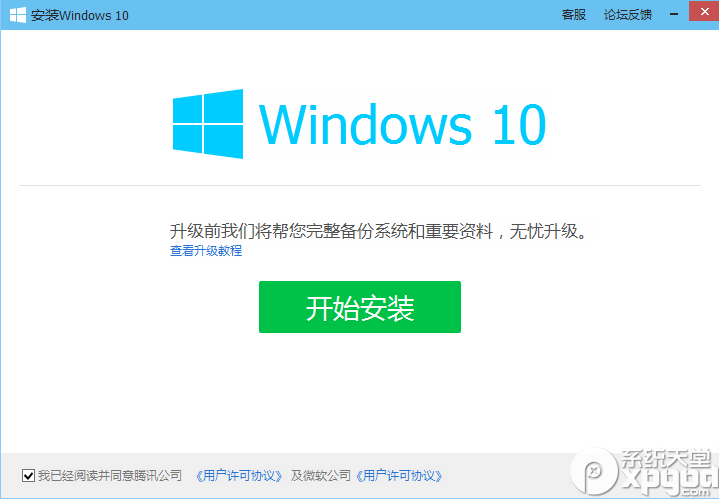 安装Windows 10
客服 论坛反馈
Windows 10
升级前我们将帮您完整备份系统和重要资料，无忧升级。
查看升级教程
开始安装
我已经阅读并同意腾讯公司 《用户许可协议》 及微软公司《用户许可协议》
系统天堂
xpgod
.com